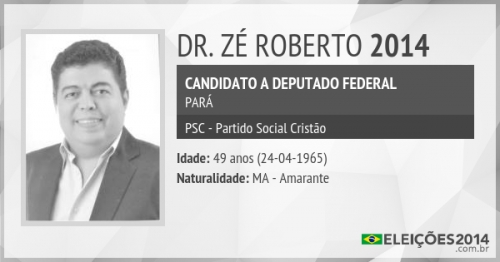 DR. ZÉ ROBERTO 2014
CANDIDATO A DEPUTADO FEDERAL
PARÁ
PSC - Partido Social Cristão
Idade: 49 anos (24-04-1965)
Naturalidade: MA - Amarante
ELEIÇÕES2014
.com.br